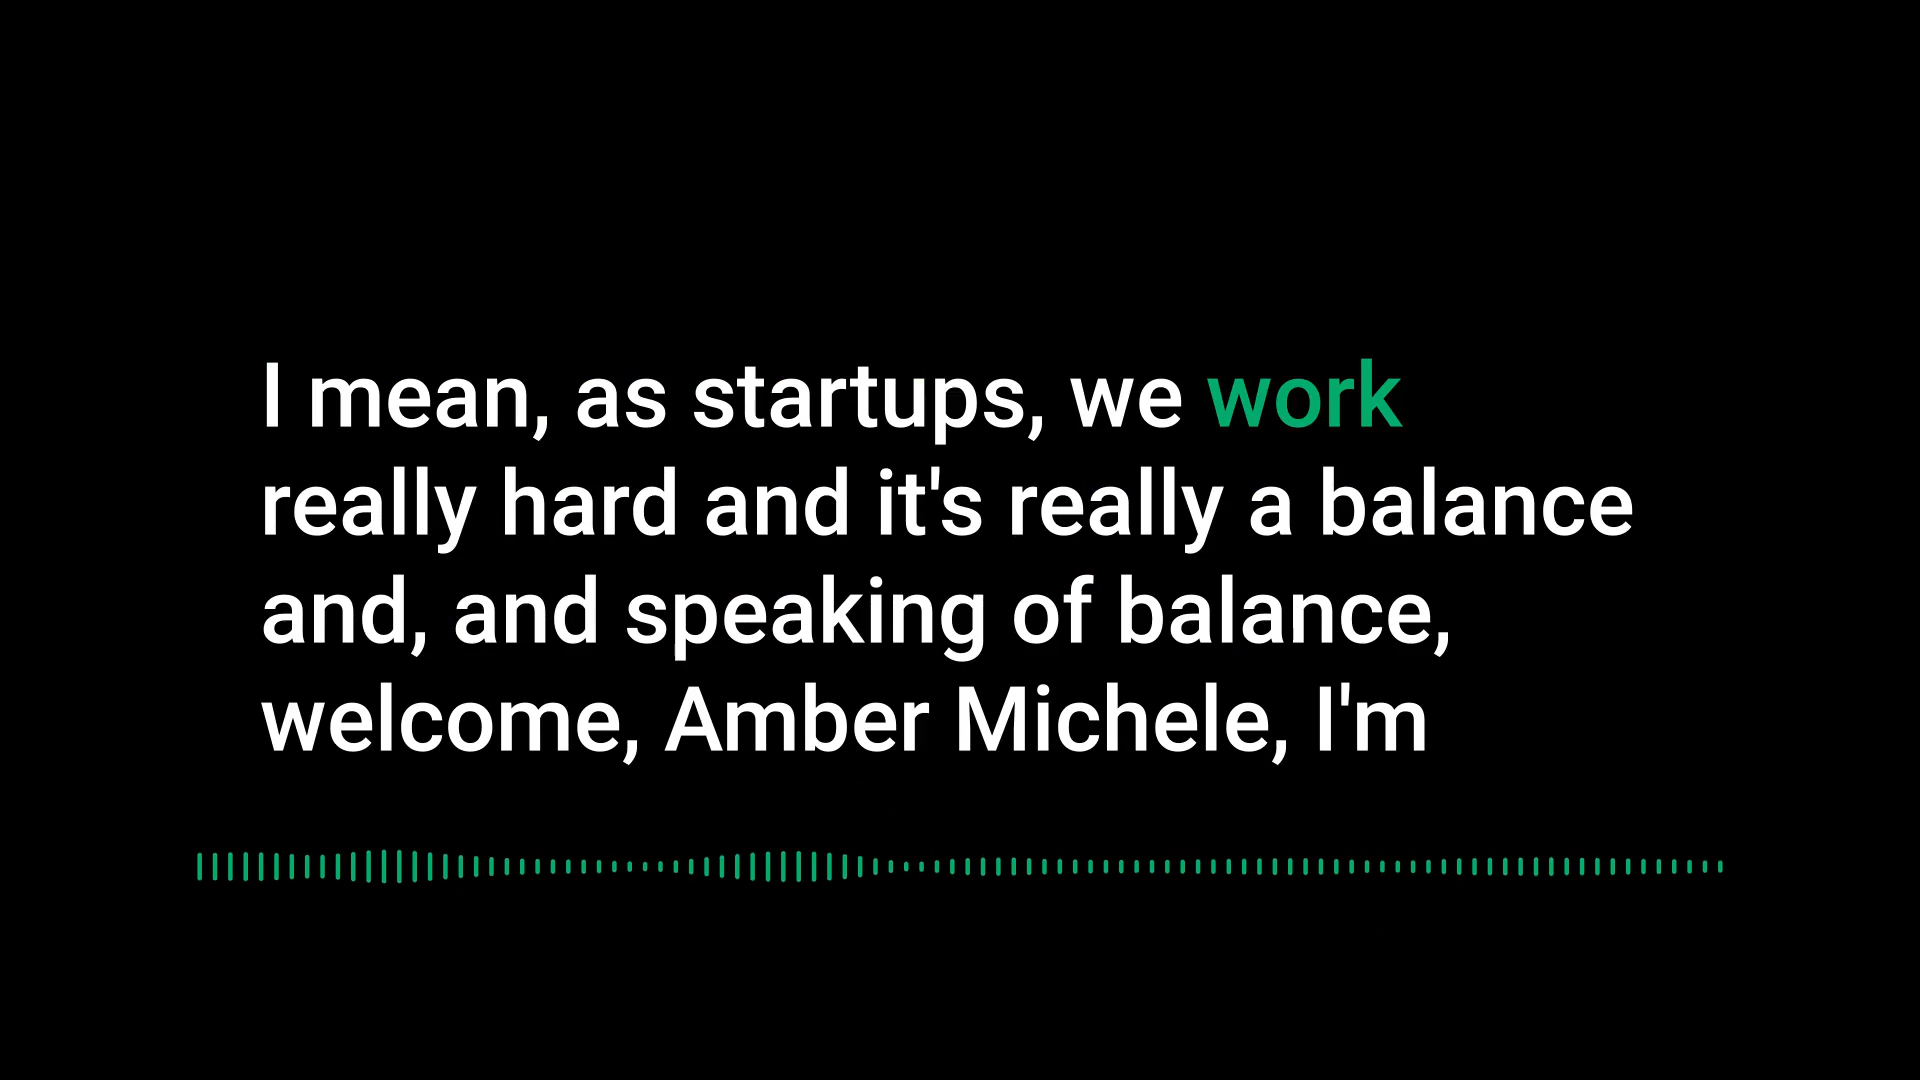 I mean, as startups, we work
really hard and it's really a balance
and, and speaking of balance,
welcome, Amber Michele, I'm